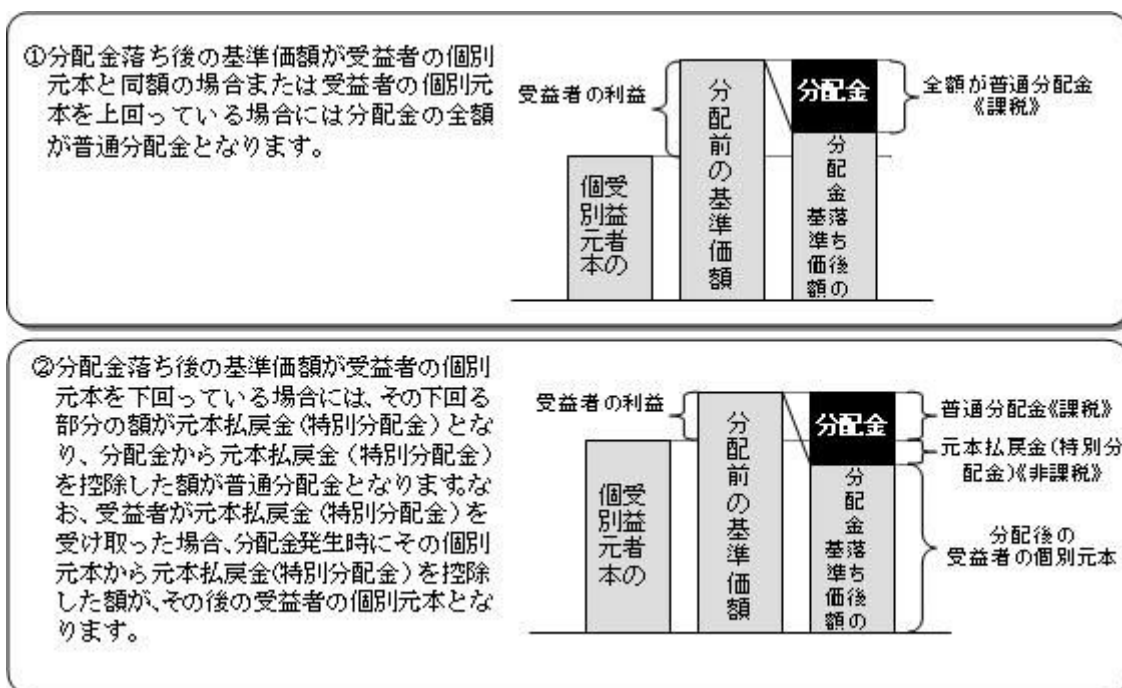 ①分配金落ち後の基準価額が受益者の個別
元本と同額の場合または受益者の個別元
本を上回っている場合には分配金の全額
が普通分配金となります。
受益者の利益
受益者の
個別元本
分配前の基準価額
分配金
分配金落ち後の
基準価額
全額が普通分配金
《課税》
②分配金落ち後の基準価額が受益者の個別
元本を下回っている場合には、その下回る
部分の額が元本払戻金(特別分配金)とな
り、分配金から元本払戻金(特別分配金)
を控除した額が普通分配金となります。な
お、受益者が元本払戻金(特別分配金)を
受け取った場合、分配金発生時にその個別
元本から元本払戻金(特別分配金)を控除
した額が、その後の受益者の個別元本とな
ります。
受益者の利益
受益者の
個別元本
分配前の基準価額
分配金
分配金落ち後の
基準価額
普通分配金《課税》
元本払戻金(特別分
配金)《非課税》
分配後の
受益者の個別元本